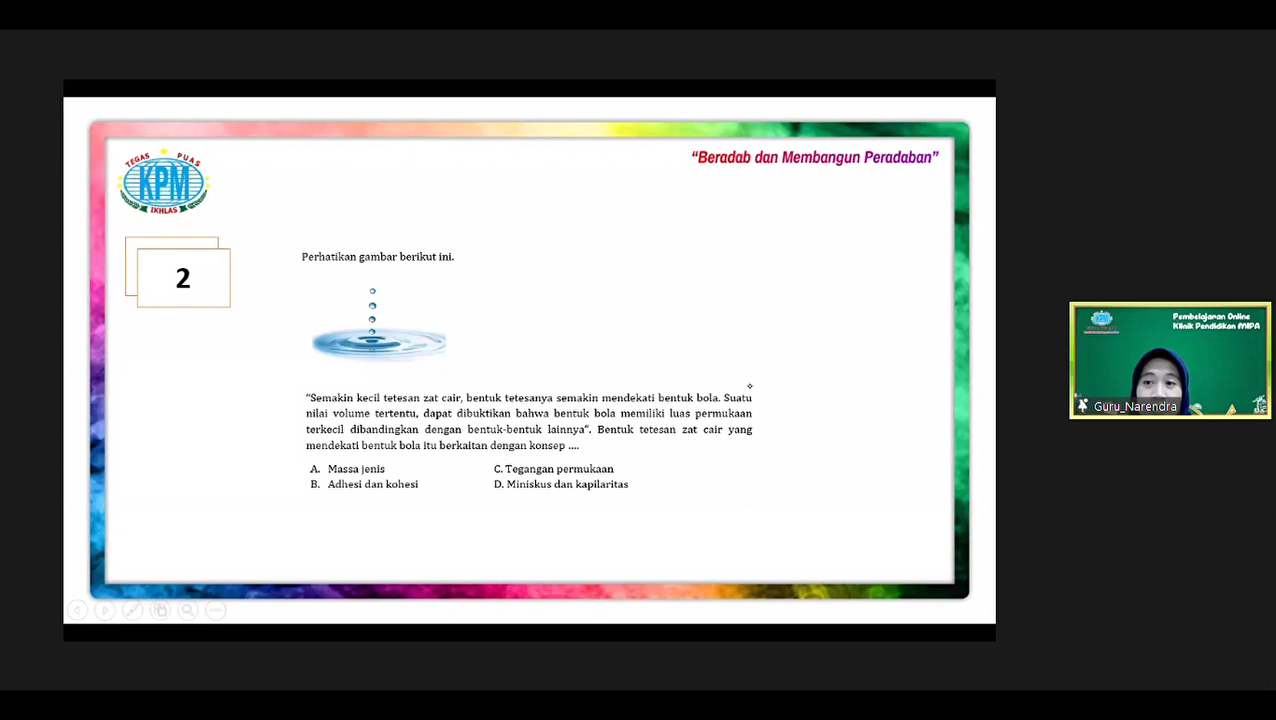 TEGAS PUAS
KPM
IKHLAS
"Beradab dan Membangun Peradaban"
2
Perhatikan gambar berikut ini.
"Semakin kecil tetesan zat cair, bentuk tetesanya semakin mendekati bentuk bola. Suatu
nilai volume tertentu, dapat dibuktikan bahwa bentuk bola memiliki luas permukaan
terkecil dibandingkan dengan bentuk-bentuk lainnya". Bentuk tetesan zat cair yang
mendekati bentuk bola itu berkaitan dengan konsep ....
A. Massa jenis
C. Tegangan permukaan
B. Adhesi dan kohesi
D. Miniskus dan kapilaritas
Pembelajaran Online
Klinik Pendidikan MIPA
Guru_Narendra